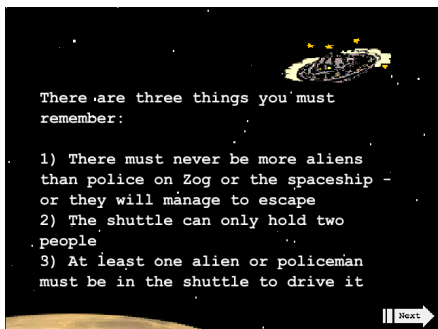 There are three things you must
remember:
1) There must never be more aliens
than police on Zog or the spaceship -
or they will manage to escape
2) The shuttle can only hold two
people
3) At least one alien or policeman
must be in the shuttle to drive it
Next